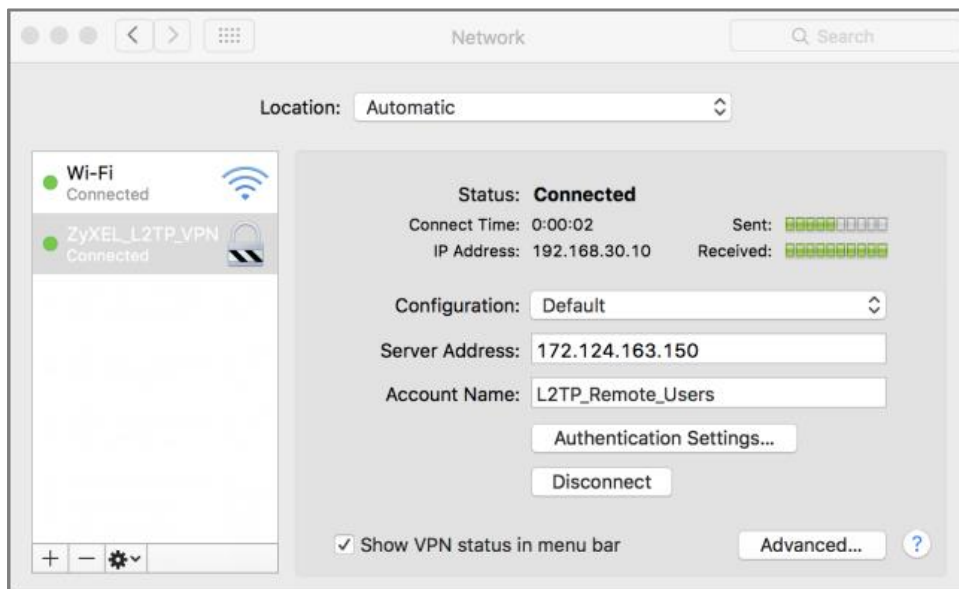 Network
Search
Location: Automatic
Wi-Fi
Connected
ZyXEL_L2TP_VPN
Connected
Status: Connected
Connect Time: 0:00:02 Sent:
IP Address: 192.168.30.10 Received:
Configuration: Default
Server Address: 172.124.163.150
Account Name: L2TP_Remote_Users
Authentication Settings...
Disconnect
Show VPN status in menu bar
Advanced... ?